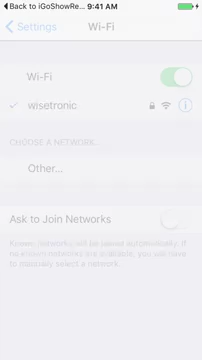 Back to iGoShowRe... 9:41 AM
Settings Wi-Fi
Wi-Fi
wisetronic
CHOOSE A NETWORK...
Other...
Ask to Join Networks
Known networks will be joined automatically. If
no known networks are available, you will have
to manually select a network.